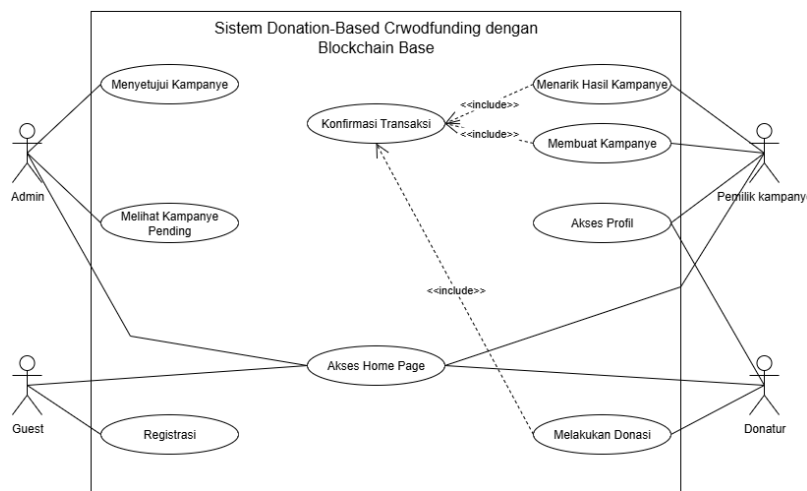 Sistem Donation-Based Crwodfunding dengan
Blockchain Base
Menyetujui Kampanye
Menarik Hasil Kampanye
<<include>>
Konfirmasi Transaksi
<<include>>
Membuat Kampanye
Admin
Pemilik kampanye
Melihat Kampanye
Pending
Akses Profil
<<include>>
Akses Home Page
Guest
Registrasi
Melakukan Donasi
Donatur